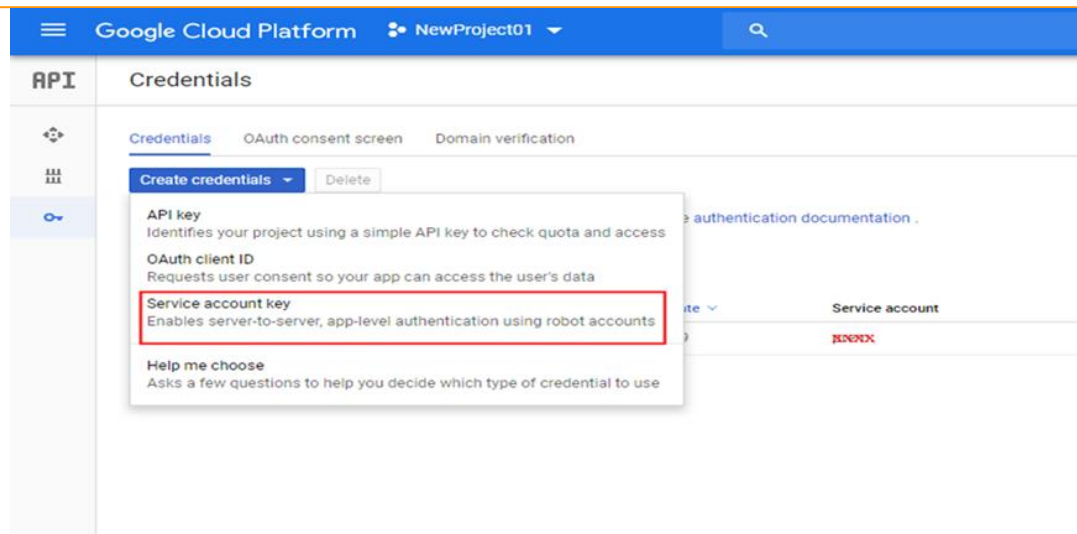 Google Cloud Platform NewProject01
API Credentials
Credentials OAuth consent screen Domain verification
Create credentials Delete
API key
Identifies your project using a simple API key to check quota and access
authentication documentation .
OAuth client ID
Requests user consent so your app can access the user's data
Service account key
Enables server-to-server, app-level authentication using robot accounts
Service account
Help me choose
Asks a few questions to help you decide which type of credential to use